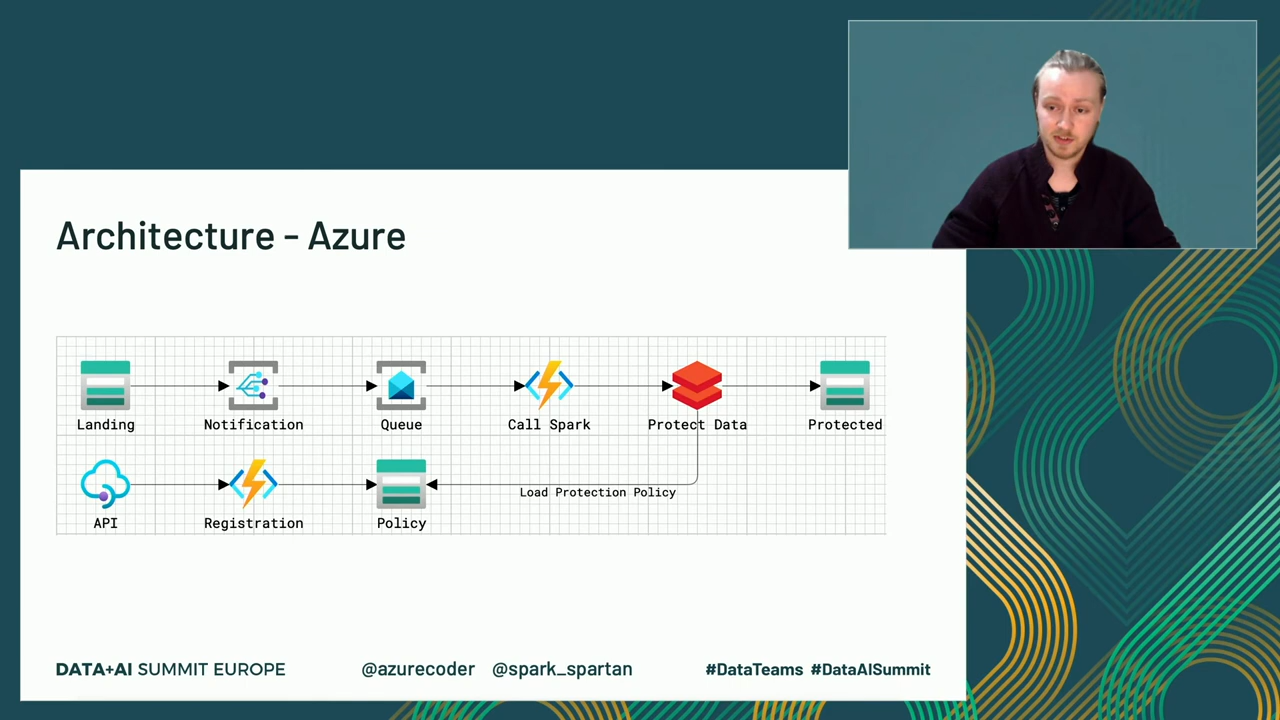 Architecture - Azure
Landing
Notification
Queue
Call Spark
Protect Data
Protected
Load Protection Policy
API
Registration
Policy
DATA+AI SUMMIT EUROPE
@azurecoder @spark_spartan
#DataTeams #DataAISummit